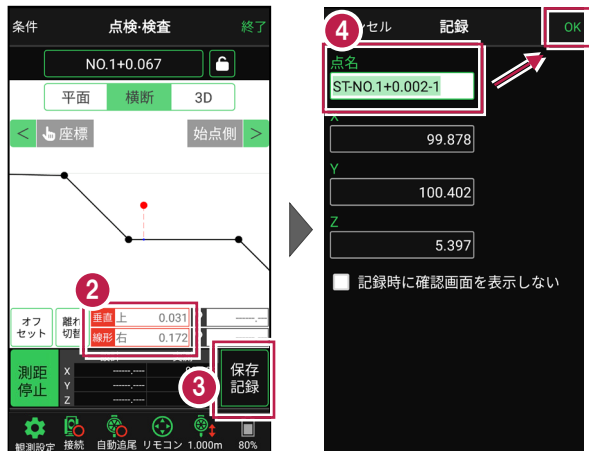 条件 点検･検査 終了
NO.1+0.067
平面 横断 3D
< 座標 始点側 >
2
オフ
セット
離れ
切替
垂直 上 0.031
線形 右 0.172
測距
停止
X
Y
Z
3
保存
記録
観測設定 接続 自動追尾 リモコン 1.000m 80%
4
セル 記録 OK
点名
ST-NO.1+0.002-1
X
99.878
Y
100.402
Z
5.397
記録時に確認画面を表示しない